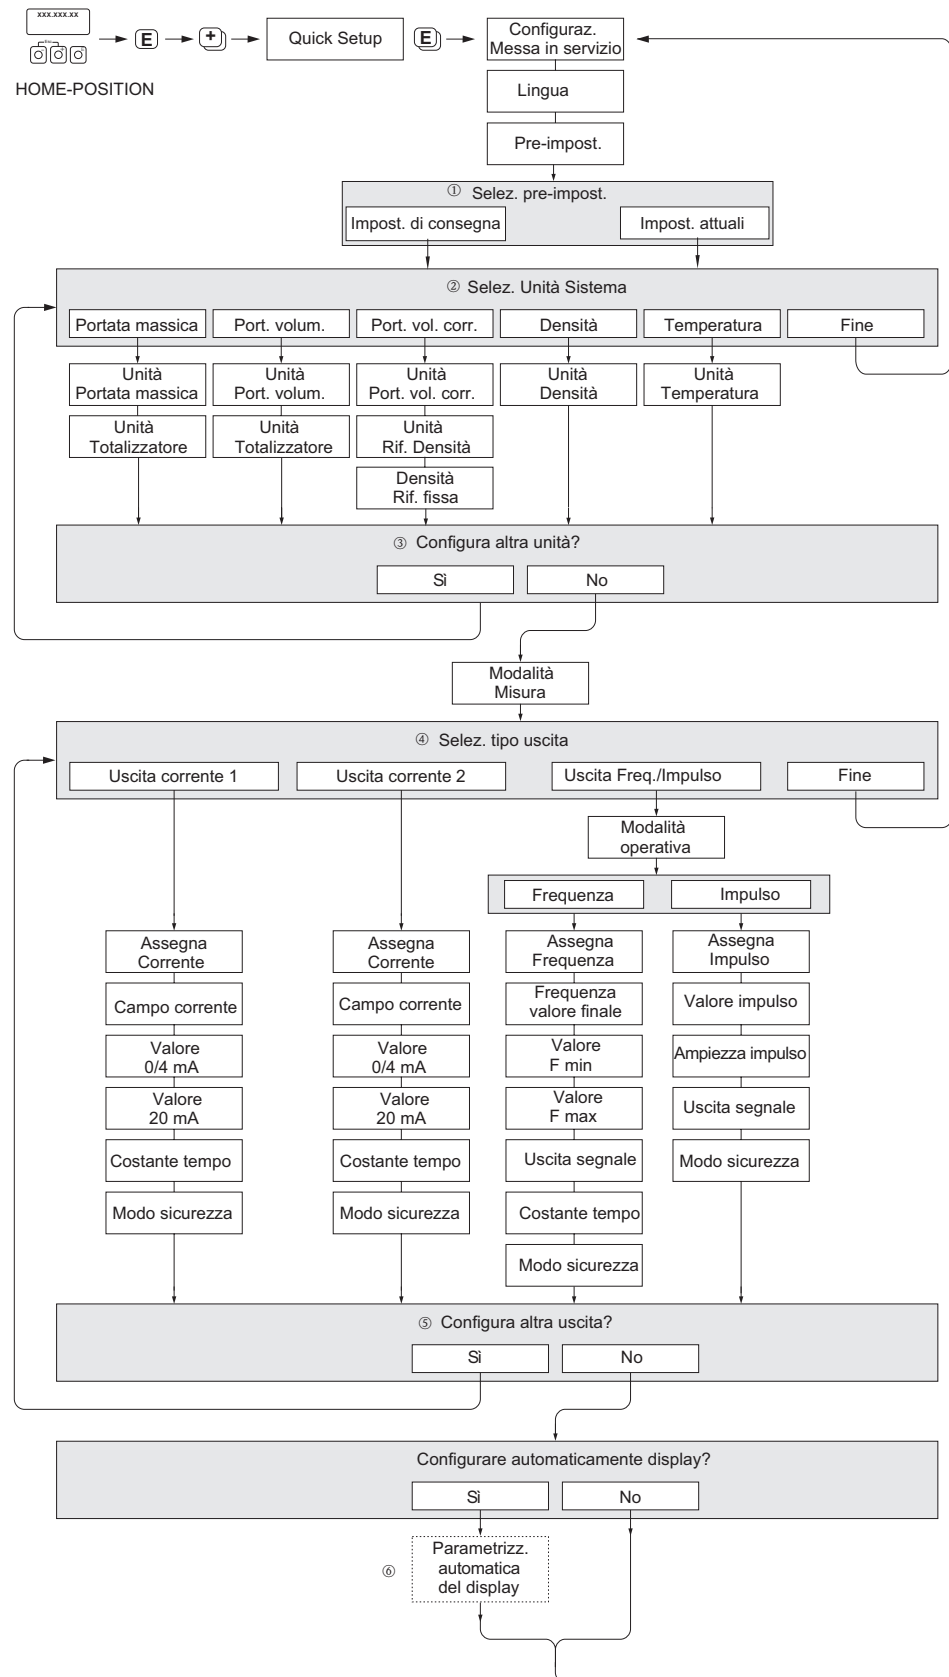 xxx.xxx.xx
Esc
E
+
Quick Setup
E
Configuraz.
Messa in servizio
HOME-POSITION
Lingua
Pre-impost.
① Selez. pre-impost.
Impost. di consegna
Impost. attuali
② Selez. Unità Sistema
Portata massica
Port. volum.
Port. vol. corr.
Densità
Temperatura
Fine
Unità
Portata massica
Unità
Port. volum.
Unità
Port. vol. corr.
Unità
Densità
Unità
Temperatura
Unità
Totalizzatore
Unità
Totalizzatore
Unità
Rif. Densità
Densità
Rif. fissa
③ Configura altra unità?
Sì
No
Modalità
Misura
④ Selez. tipo uscita
Uscita corrente 1
Uscita corrente 2
Uscita Freq./Impulso
Fine
Modalità
operativa
Frequenza
Impulso
Assegna
Corrente
Assegna
Corrente
Assegna
Frequenza
Assegna
Impulso
Campo corrente
Campo corrente
Frequenza
valore finale
Valore impulso
Valore
0/4 mA
Valore
0/4 mA
Valore
F min
Ampiezza impulso
Valore
20 mA
Valore
20 mA
Valore
F max
Uscita segnale
Costante tempo
Costante tempo
Uscita segnale
Modo sicurezza
Modo sicurezza
Modo sicurezza
Costante tempo
Modo sicurezza
⑤ Configura altra uscita?
Sì
No
Configurare automaticamente display?
Sì
No
⑥
Parametrizz.
automatica
del display